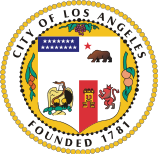 CITY OF LOS ANGELES
FOUNDED 1781